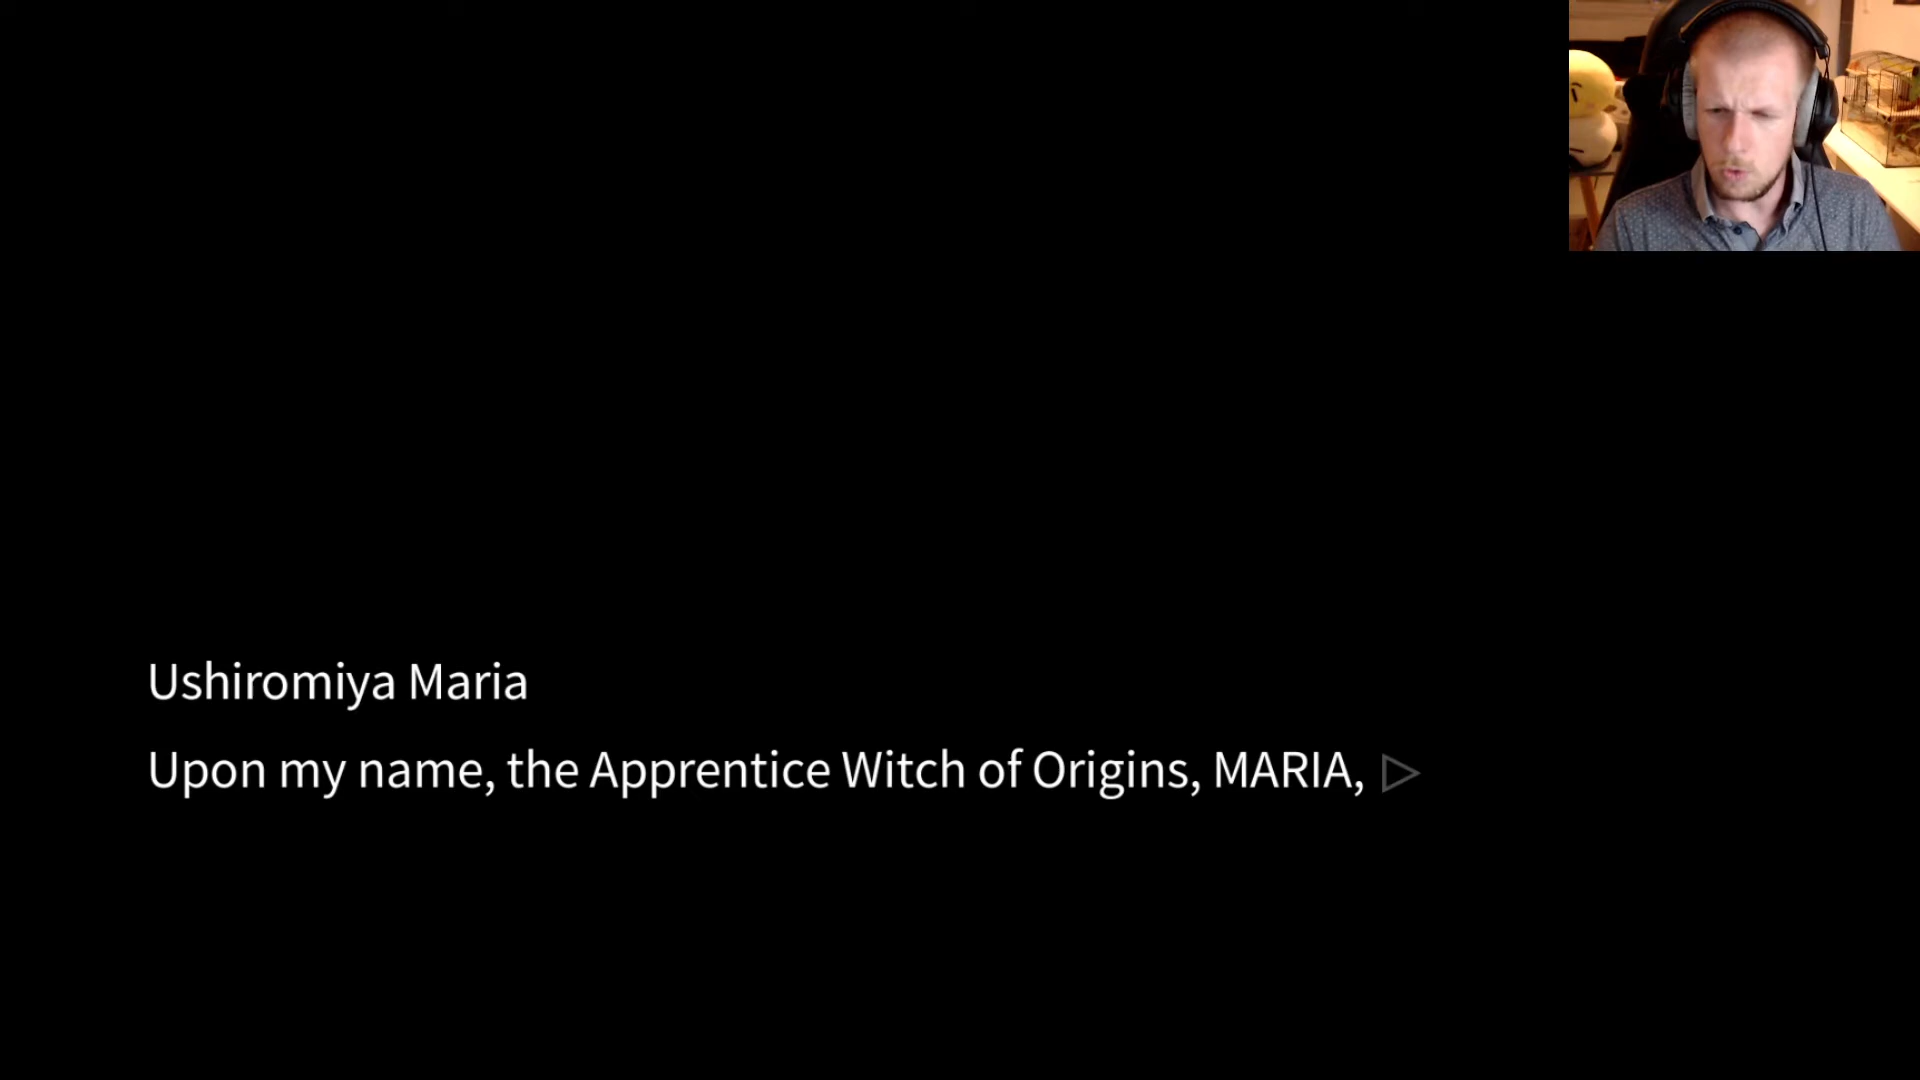 Ushiromiya Maria
Upon my name, the Apprentice Witch of Origins, MARIA,